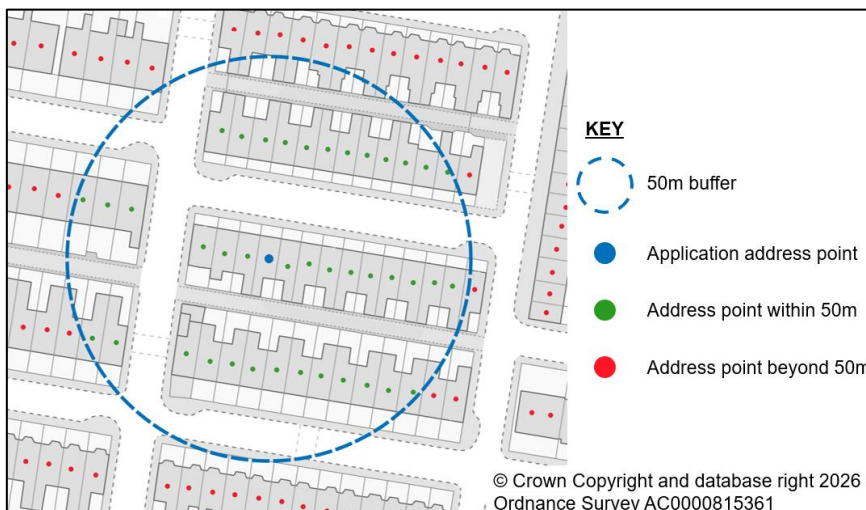 KEY
50m buffer
Application address point
Address point within 50m
Address point beyond 50m
© Crown Copyright and database right 2026
Ordnance Survey AC0000815361